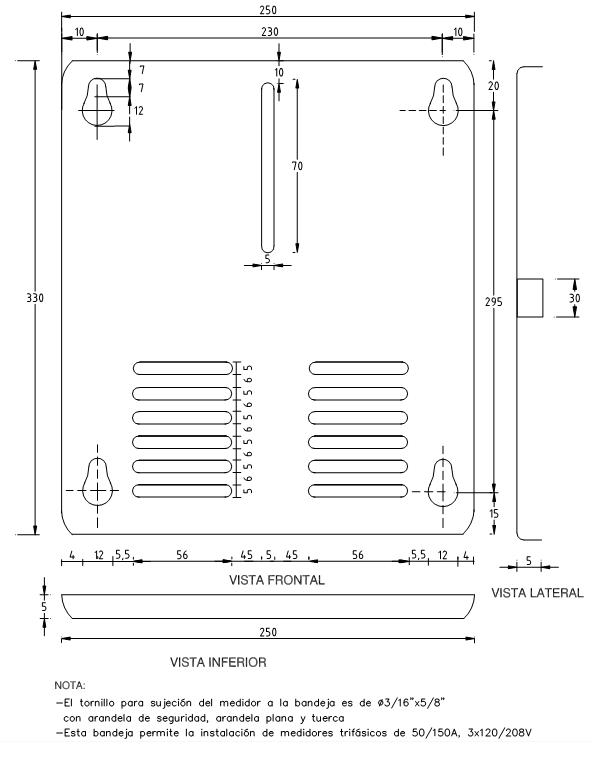 250
10 230 10
7
7
12
10
20
70
5
330
295
30
5
6
5
6
5
6
5
6
5
6
5
15
4 12 5,5 56 45 5 45 56 5,5 12 4
5
VISTA FRONTAL
VISTA LATERAL
5
250
VISTA INFERIOR
NOTA:
–El tornillo para sujeción del medidor a la bandeja es de ø3/16"x5/8"
con arandela de seguridad, arandela plana y tuerca
–Esta bandeja permite la instalación de medidores trifásicos de 50/150A, 3x120/208V